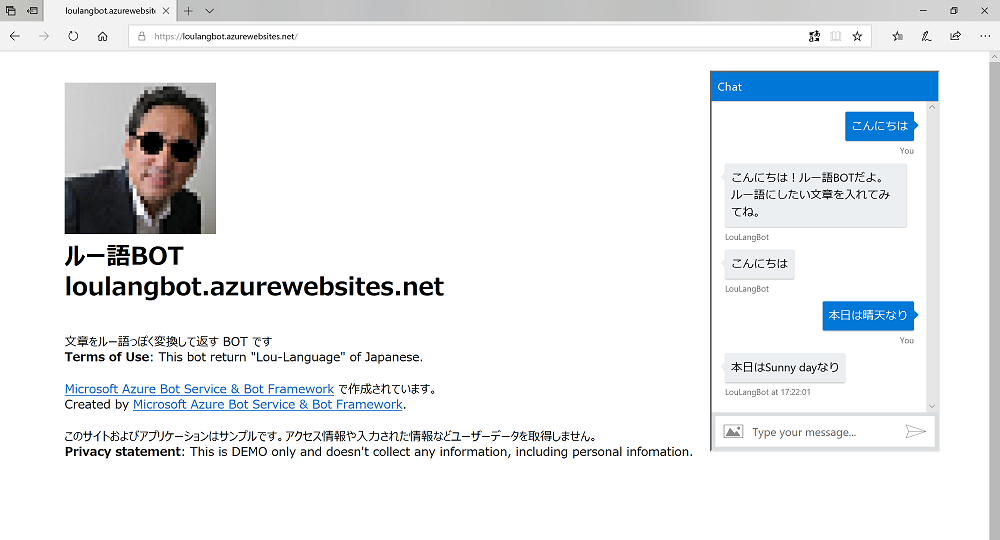 loulangbot.azurewebsite
https://loulangbot.azurewebsites.net/
ルー語BOT
loulangbot.azurewebsites.net
文章をルー語っぽく変換して返す BOT です
Terms of Use: This bot return "Lou-Language" of Japanese.
Microsoft Azure Bot Service & Bot Framework で作成されています。
Created by Microsoft Azure Bot Service & Bot Framework.
このサイトおよびアプリケーションはサンプルです。アクセス情報や入力された情報などユーザーデータを取得しません。
Privacy statement: This is DEMO only and doesn't collect any information, including personal infomation.
Chat
こんにちは
You
こんにちは！ルー語BOTだよ。
ルー語にしたい文章を入れてみ
てね。
LouLangBot
こんにちは
LouLangBot
本日は晴天なり
You
本日はSunny dayなり
LouLangBot at 17:22:01
Type your message...